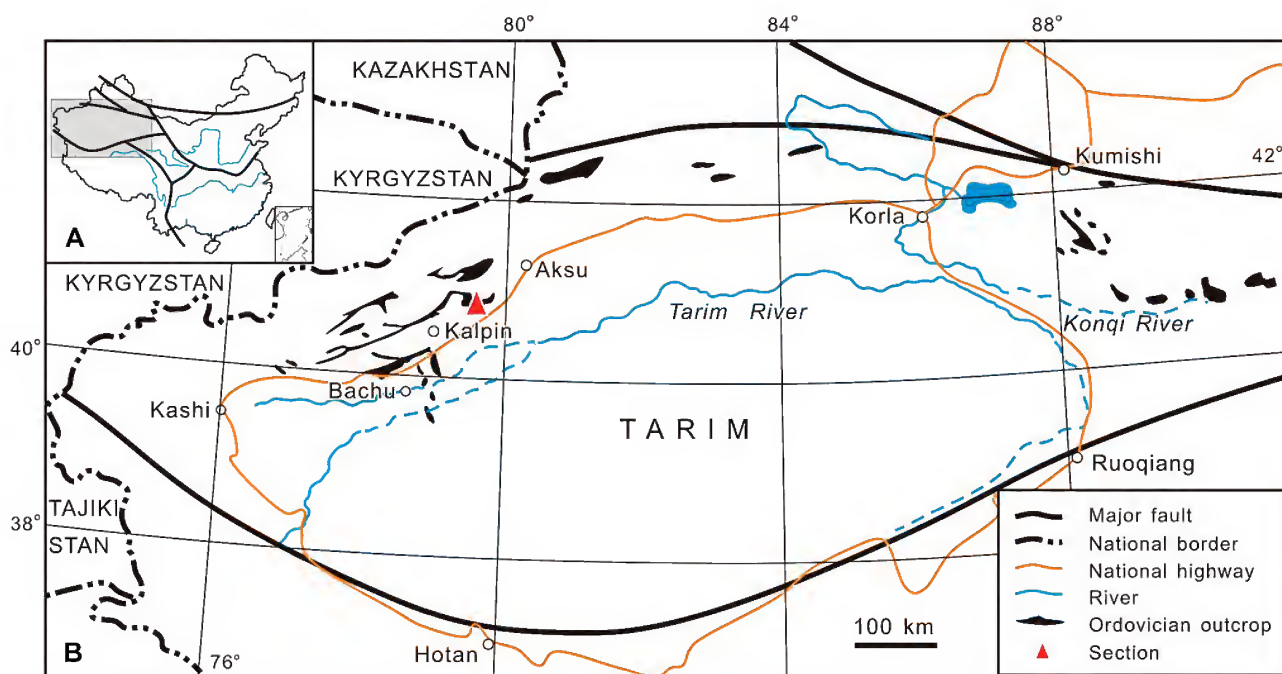 80°
84°
88°
KAZAKHSTAN
KYRGYZSTAN
A
Kumishi
42°
Korla
KYRGYZSTAN
Aksu
Tarim River
Konqi River
Kalpin
40°
Bachu
Kashi
TARIM
Ruoqiang
38°
TAJIKI
STAN
Major fault
National border
National highway
River
Ordovician outcrop
Section
100 km
B
Hotan
76°